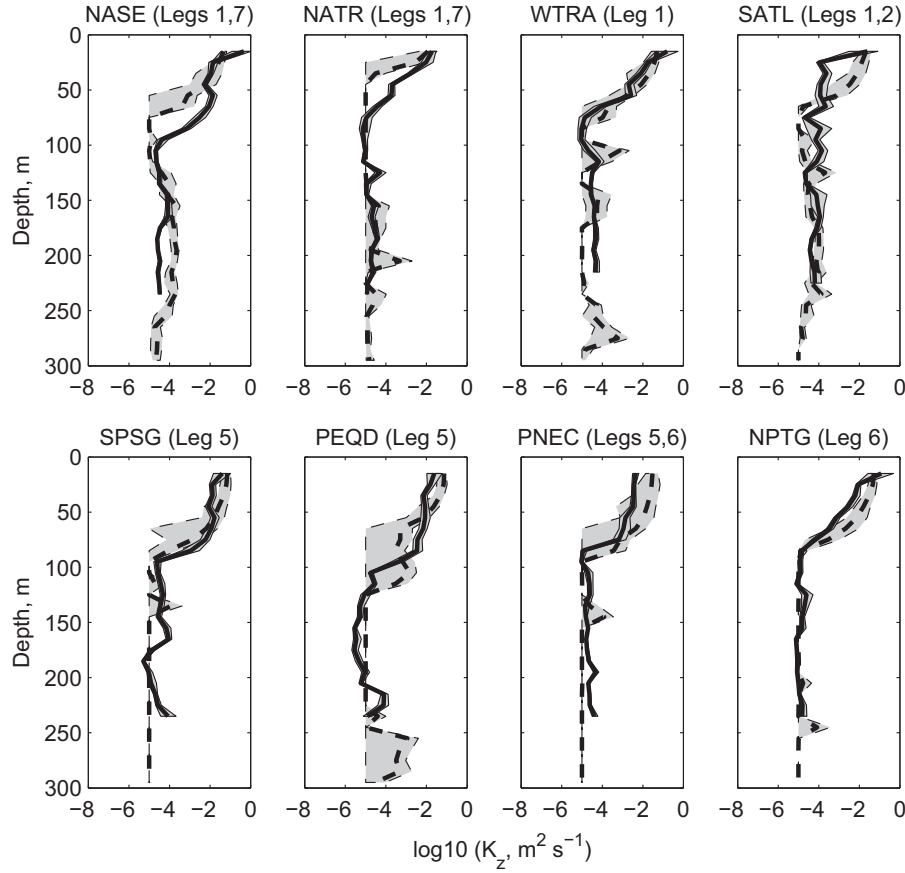 NASE (Legs 1,7) NATR (Legs 1,7) WTRA (Leg 1) SATL (Legs 1,2)
0
50
100
150
200
250
300
Depth, m
−8 −6 −4 −2 0 −8 −6 −4 −2 0 −8 −6 −4 −2 0 −8 −6 −4 −2 0
SPSG (Leg 5) PEQD (Leg 5) PNEC (Legs 5,6) NPTG (Leg 6)
0
50
100
150
200
250
300
Depth, m
−8 −6 −4 −2 0 −8 −6 −4 −2 0 −8 −6 −4 −2 0 −8 −6 −4 −2 0
log10 (K_z, m² s⁻¹)